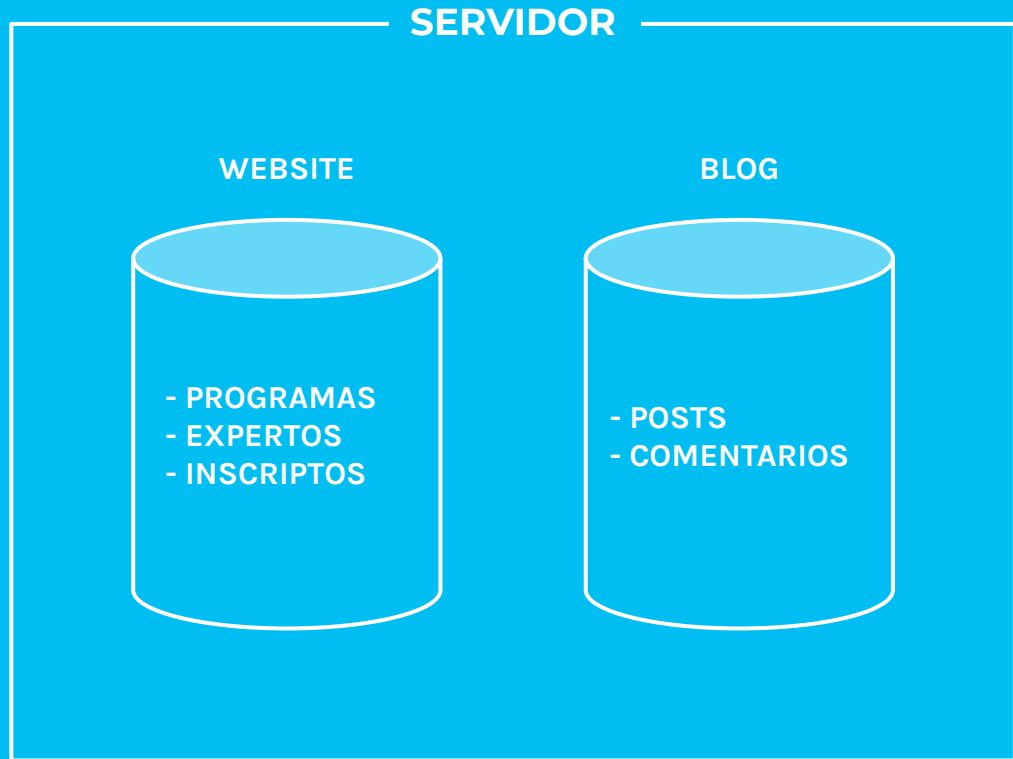 SERVIDOR
WEBSITE
- PROGRAMAS
- EXPERTOS
- INSCRIPTOS
BLOG
- POSTS
- COMENTARIOS